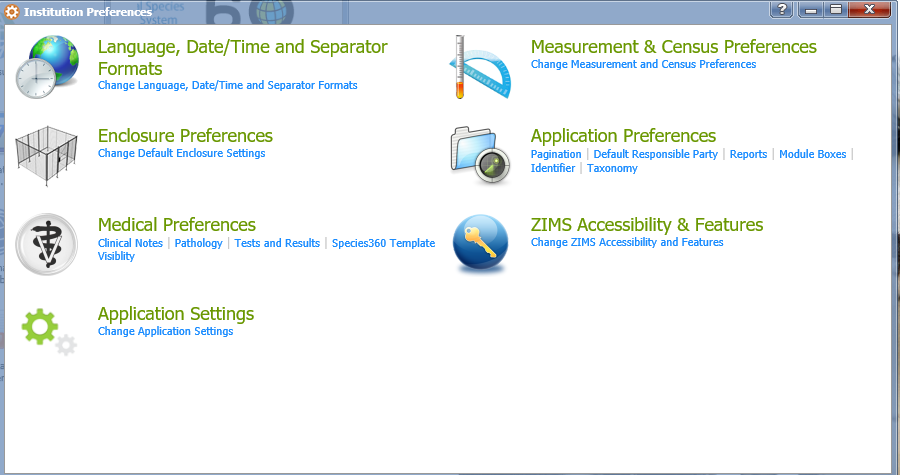 Institution Preferences
l Species
System
?
Language, Date/Time and Separator
Formats
Change Language, Date/Time and Separator Formats
Measurement & Census Preferences
Change Measurement and Census Preferences
Enclosure Preferences
Change Default Enclosure Settings
Application Preferences
Pagination | Default Responsible Party | Reports | Module Boxes |
Identifier | Taxonomy
Medical Preferences
Clinical Notes | Pathology | Tests and Results | Species360 Template
Visiblity
ZIMS Accessibility & Features
Change ZIMS Accessibility and Features
Application Settings
Change Application Settings